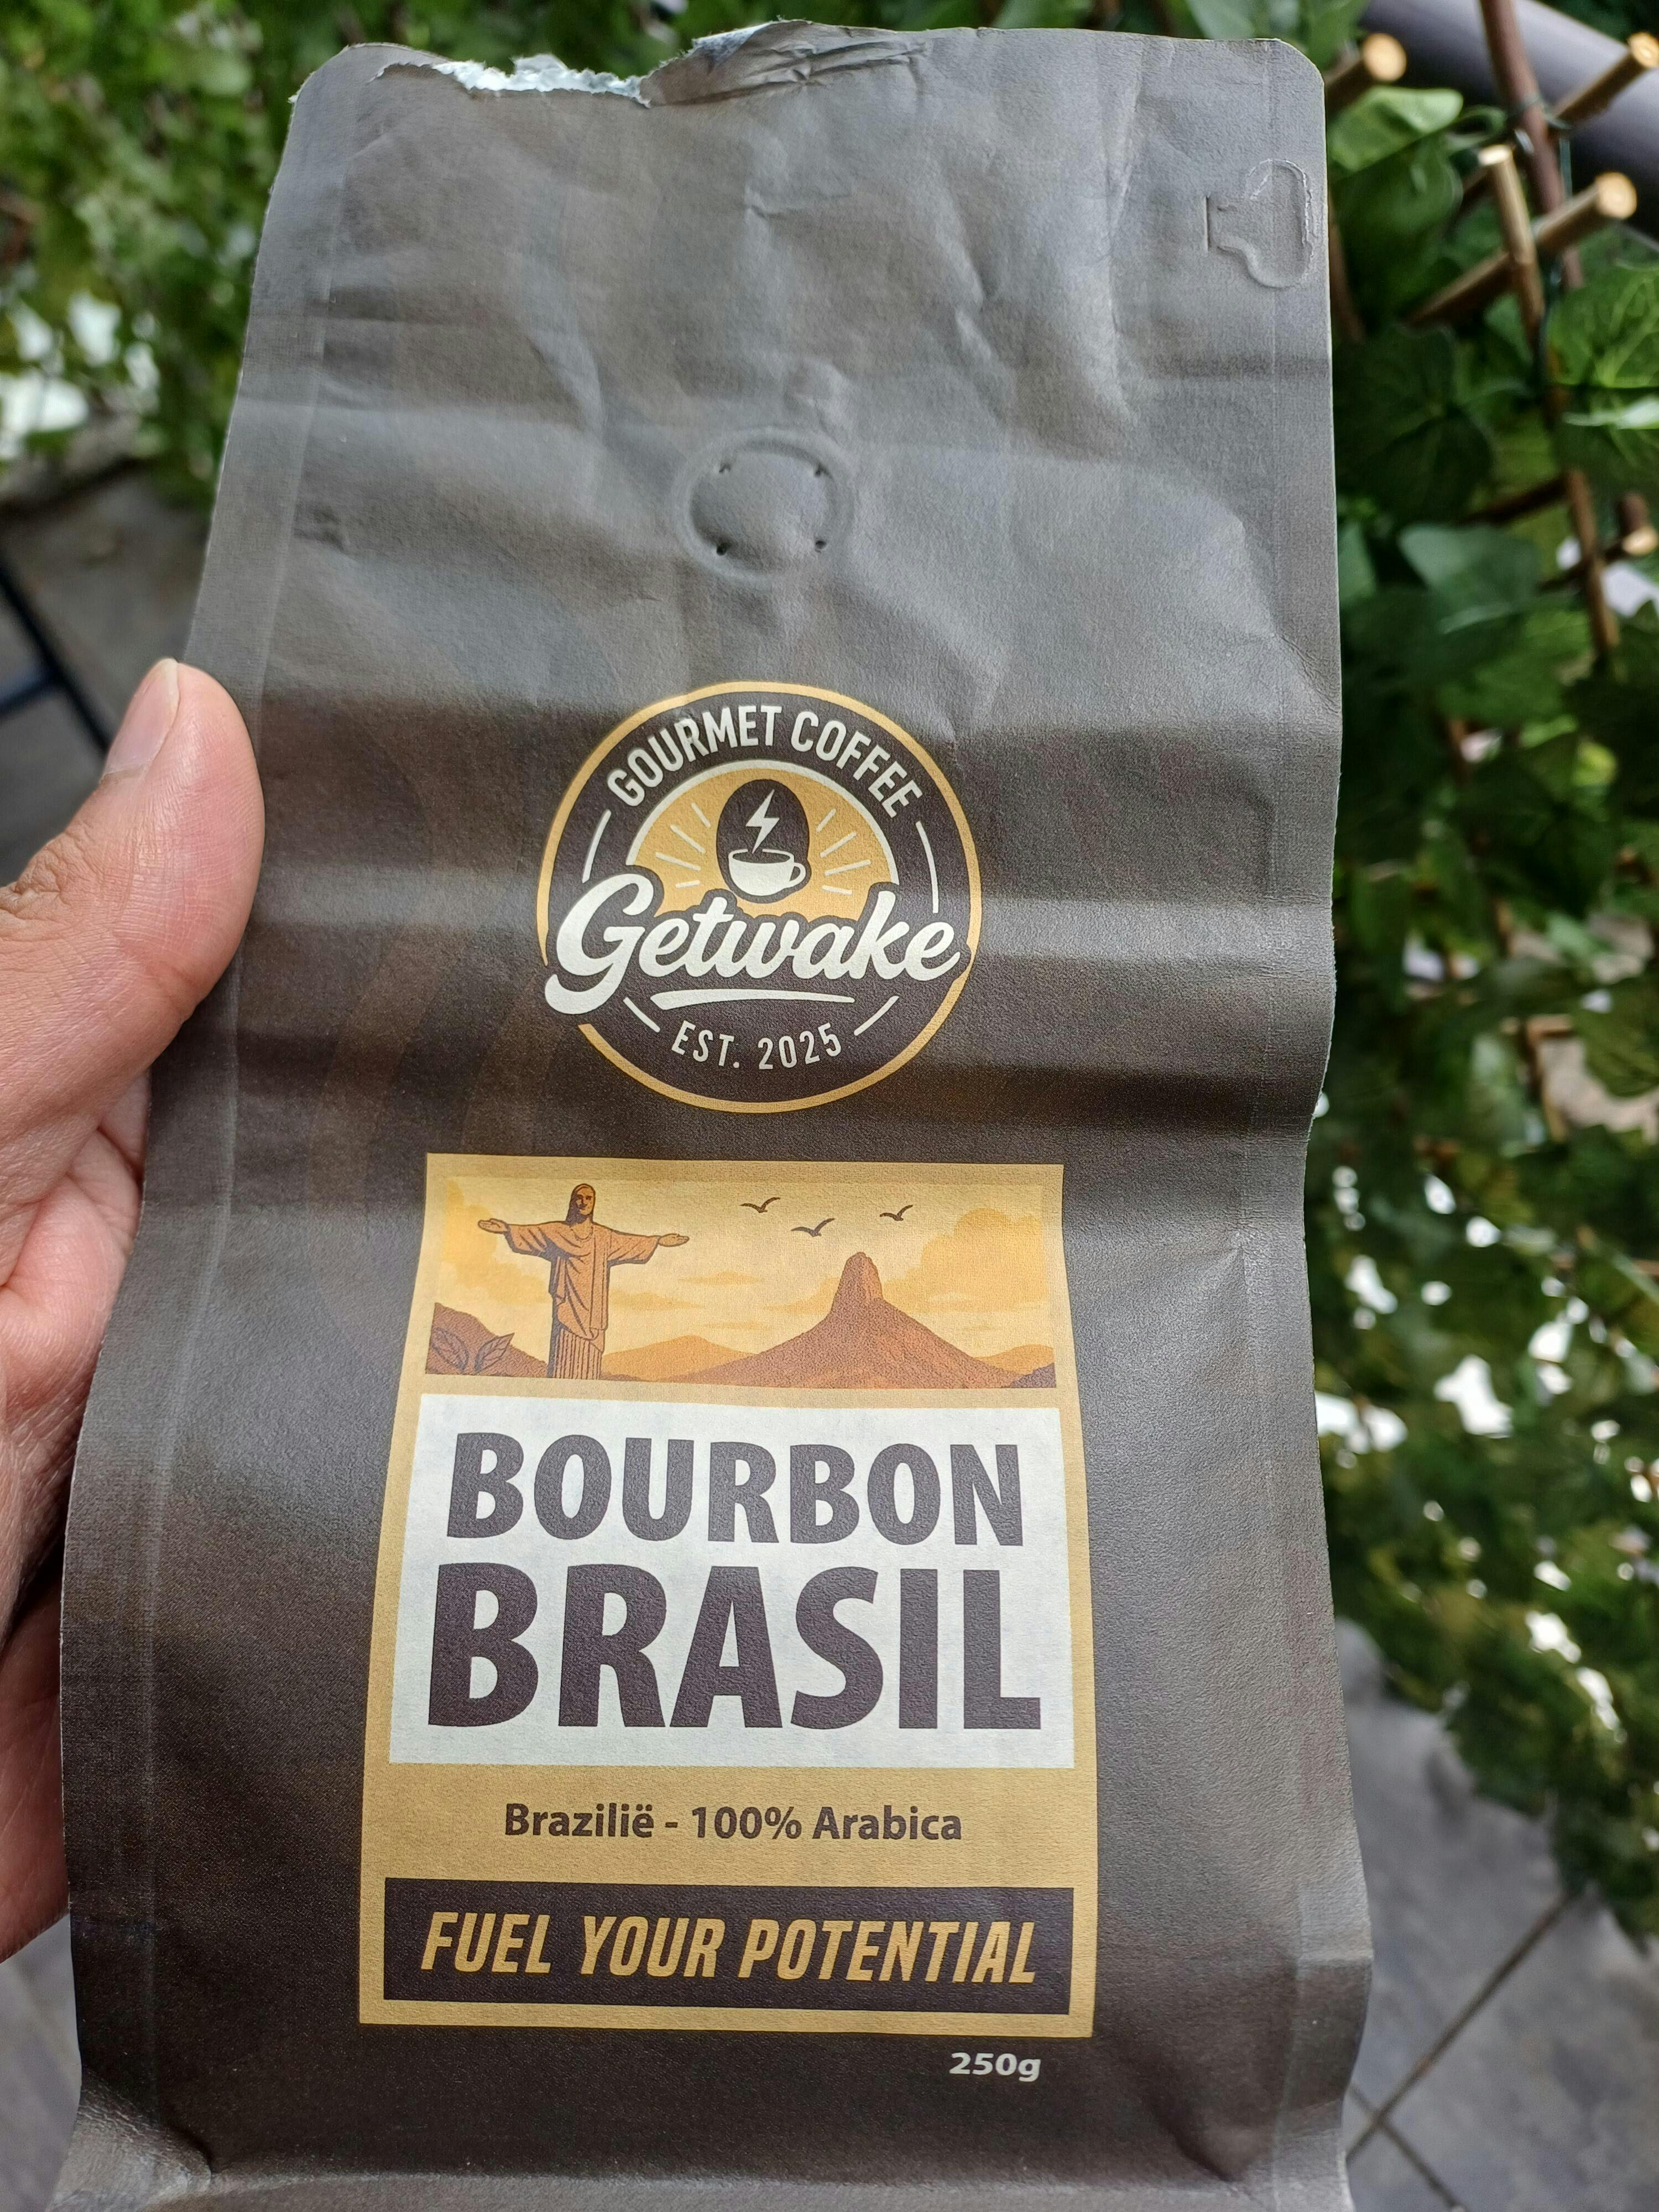 GOURMET COFFEE
Getwake
EST. 2025
BOURBON
BRASIL
Brazilië - 100% Arabica
FUEL YOUR POTENTIAL
250g